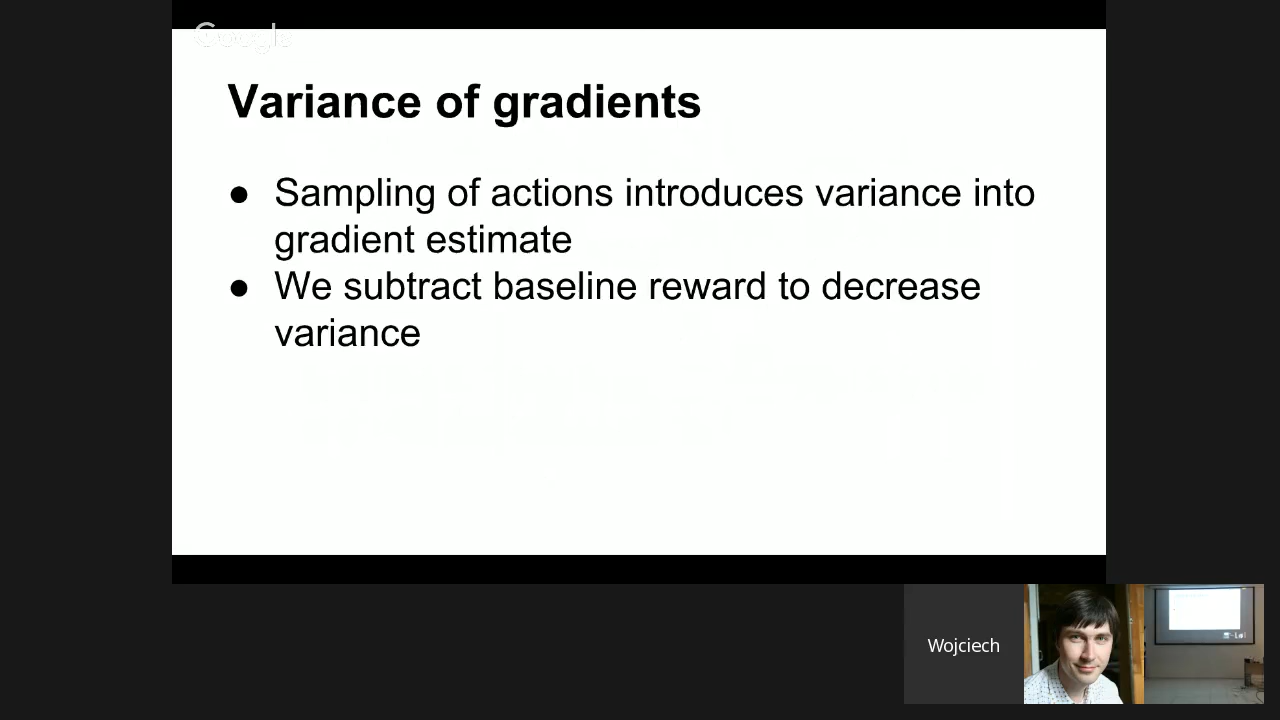 Google
Variance of gradients
● Sampling of actions introduces variance into
gradient estimate
● We subtract baseline reward to decrease
variance
Wojciech